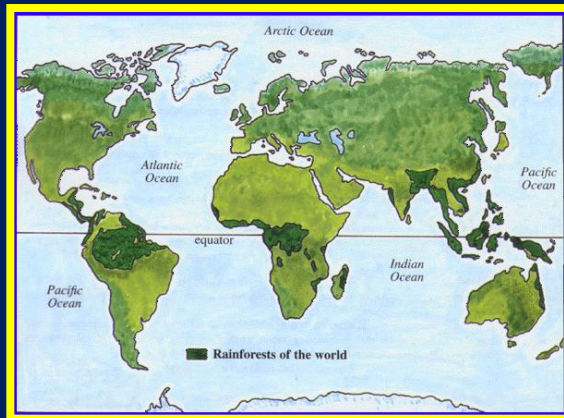 Arctic Ocean
Atlantic
Ocean
Pacific
Ocean
equator
Indian
Ocean
Pacific
Ocean
Rainforests of the world